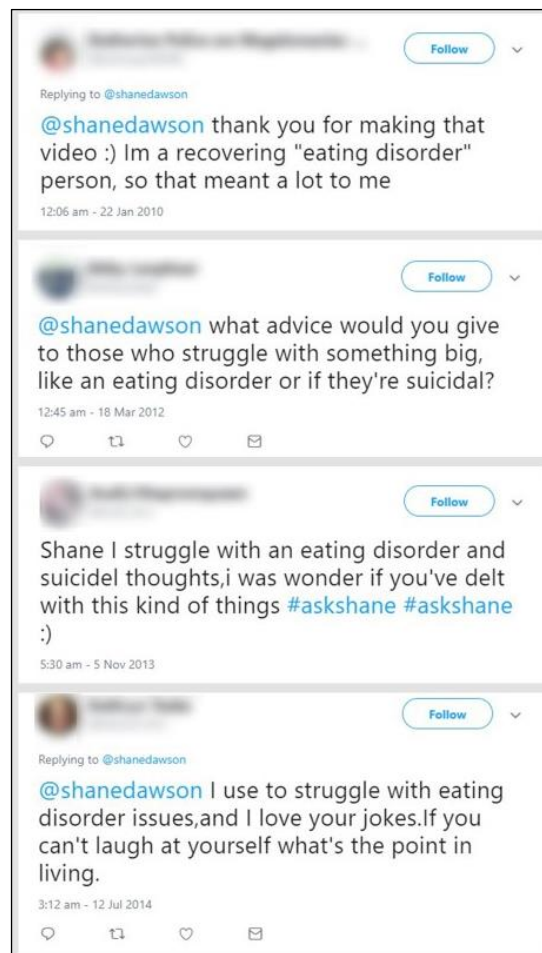 Follow
Replying to @shanedawson
@shanedawson thank you for making that
video :) Im a recovering "eating disorder"
person, so that meant a lot to me
12:06 am - 22 Jan 2010
Follow
@shanedawson what advice would you give
to those who struggle with something big,
like an eating disorder or if they're suicidal?
12:45 am - 18 Mar 2012
Follow
Shane I struggle with an eating disorder and
suicidel thoughts,i was wonder if you've delt
with this kind of things #askshane #askshane
:)
5:30 am - 5 Nov 2013
Follow
Replying to @shanedawson
@shanedawson I use to struggle with eating
disorder issues,and I love your jokes.If you
can't laugh at yourself what's the point in
living.
3:12 am - 12 Jul 2014